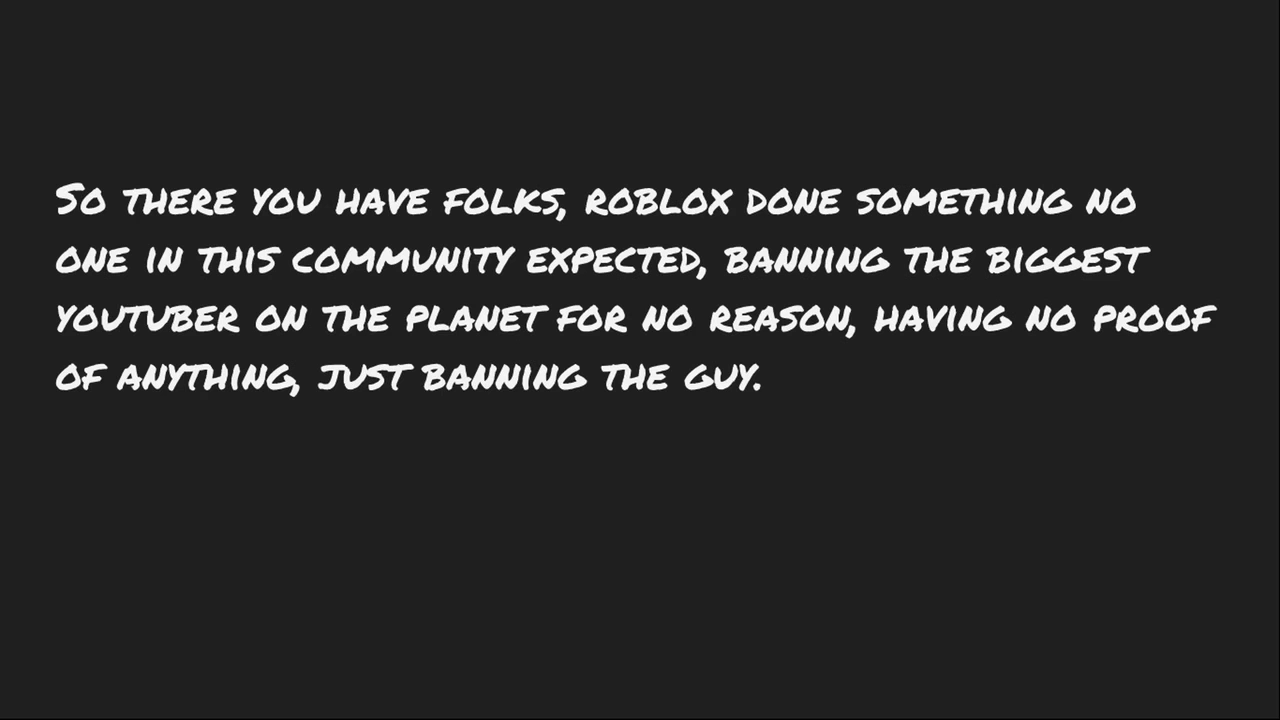 So there you have folks, roblox done something no
one in this community expected, banning the biggest
youtuber on the planet for no reason, having no proof
of anything, just banning the guy.